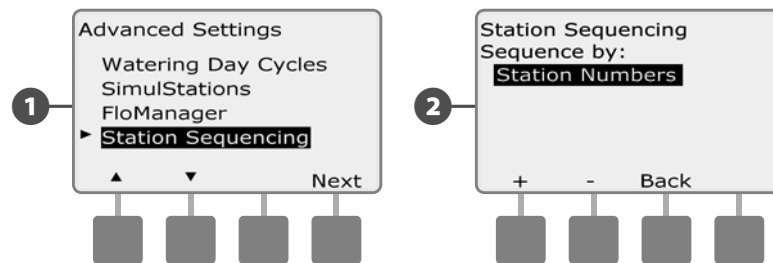 1
Advanced Settings
Watering Day Cycles
SimulStations
FloManager
► Station Sequencing
▲ ▼ Next
2
Station Sequencing
Sequence by:
Station Numbers
+ - Back